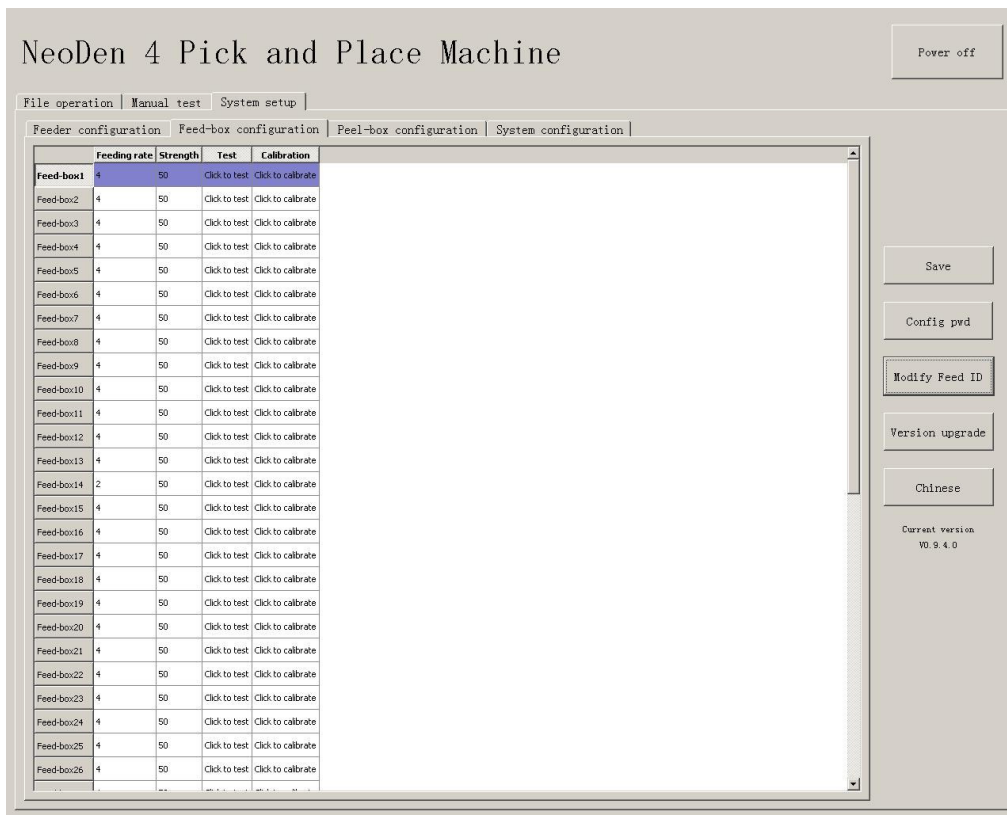 NeoDen 4 Pick and Place Machine
Power off
File operation Manual test System setup
Feeder configuration Feed-box configuration Peel-box configuration System configuration
Feeding rate Strength Test Calibration
Feed-box1 4 50 Click to test Click to calibrate
Feed-box2 4 50 Click to test Click to calibrate
Feed-box3 4 50 Click to test Click to calibrate
Feed-box4 4 50 Click to test Click to calibrate
Feed-box5 4 50 Click to test Click to calibrate
Feed-box6 4 50 Click to test Click to calibrate
Feed-box7 4 50 Click to test Click to calibrate
Feed-box8 4 50 Click to test Click to calibrate
Feed-box9 4 50 Click to test Click to calibrate
Feed-box10 4 50 Click to test Click to calibrate
Feed-box11 4 50 Click to test Click to calibrate
Feed-box12 4 50 Click to test Click to calibrate
Feed-box13 4 50 Click to test Click to calibrate
Feed-box14 2 50 Click to test Click to calibrate
Feed-box15 4 50 Click to test Click to calibrate
Feed-box16 4 50 Click to test Click to calibrate
Feed-box17 4 50 Click to test Click to calibrate
Feed-box18 4 50 Click to test Click to calibrate
Feed-box19 4 50 Click to test Click to calibrate
Feed-box20 4 50 Click to test Click to calibrate
Feed-box21 4 50 Click to test Click to calibrate
Feed-box22 4 50 Click to test Click to calibrate
Feed-box23 4 50 Click to test Click to calibrate
Feed-box24 4 50 Click to test Click to calibrate
Feed-box25 4 50 Click to test Click to calibrate
Feed-box26 4 50 Click to test Click to calibrate
Save
Config pwd
Modify Feed ID
Version upgrade
Chinese
Current version
V0.9.4.0